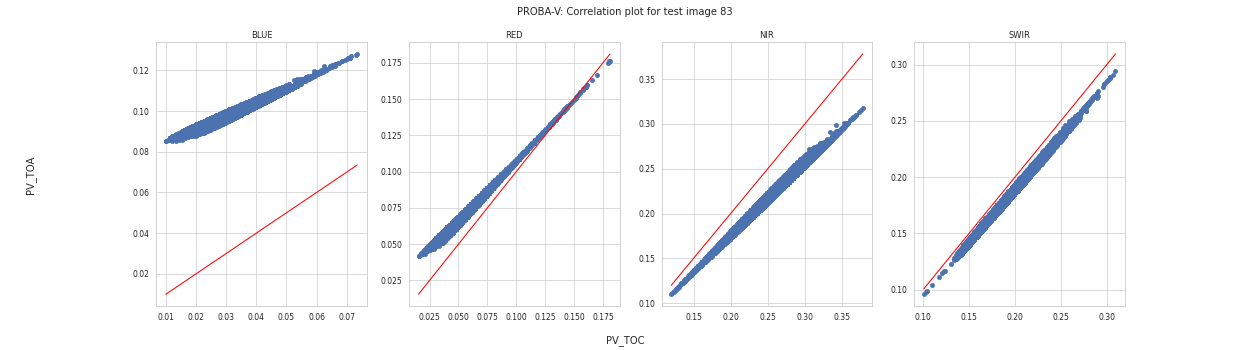 PROBA-V: Correlation plot for test image 83
BLUE
RED
NIR
SWIR
0.12
0.10
0.08
0.06
0.04
0.02
0.01 0.02 0.03 0.04 0.05 0.06 0.07
0.175
0.150
0.125
0.100
0.075
0.050
0.025
0.025 0.050 0.075 0.100 0.125 0.150 0.175
0.35
0.30
0.25
0.20
0.15
0.10
0.15 0.20 0.25 0.30 0.35
0.30
0.25
0.20
0.15
0.10
0.10 0.15 0.20 0.25 0.30
PV_TOA
PV_TOC